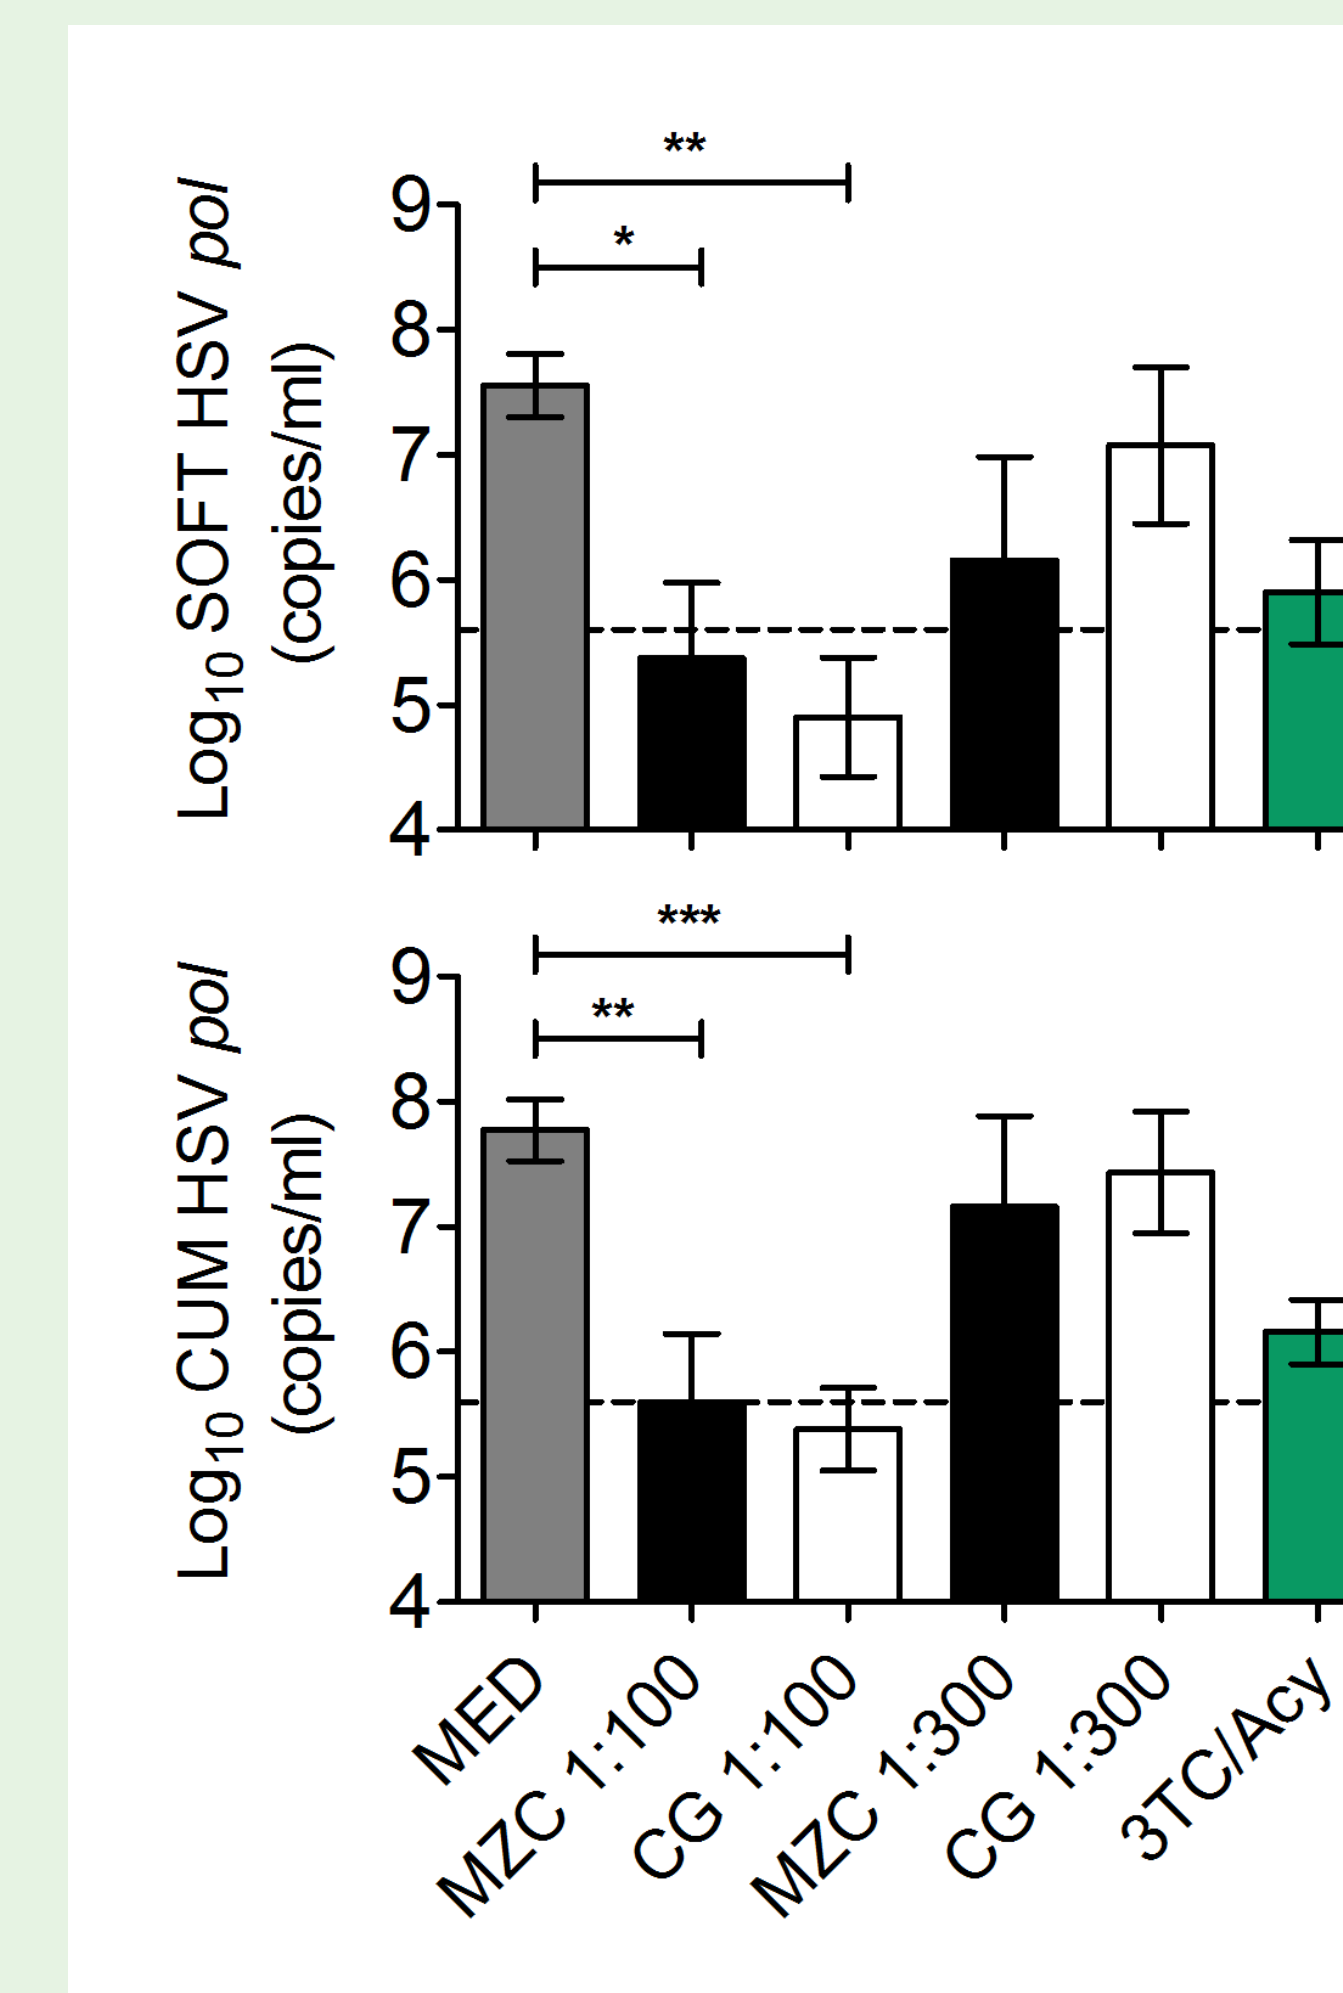 **
*
Log10 SOFT HSV pol
(copies/ml)
9
8
7
6
5
4
***
**
Log10 CUM HSV pol
(copies/ml)
9
8
7
6
5
4
MED
MZC 1:100
CG 1:100
MZC 1:300
CG 1:300
3TC/Acy